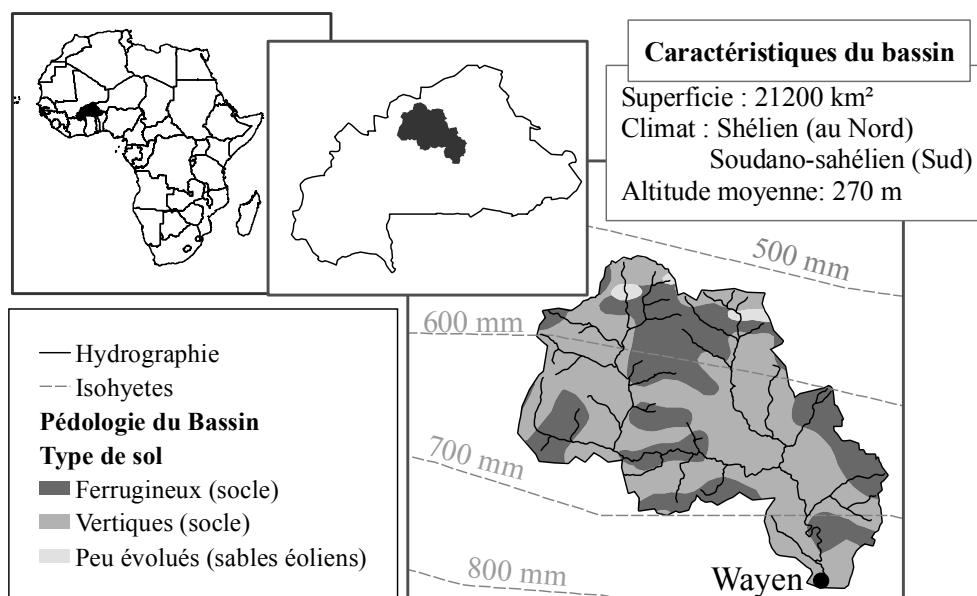 Caractéristiques du bassin
Superficie : 21200 km²
Climat : Shélien (au Nord)
Soudano-sahélien (Sud)
Altitude moyenne: 270 m
500 mm
600 mm
700 mm
800 mm
Wayen
Hydrographie
Isohyetes
Pédologie du Bassin
Type de sol
Ferrugineux (socle)
Vertiques (socle)
Peu évolués (sables éoliens)